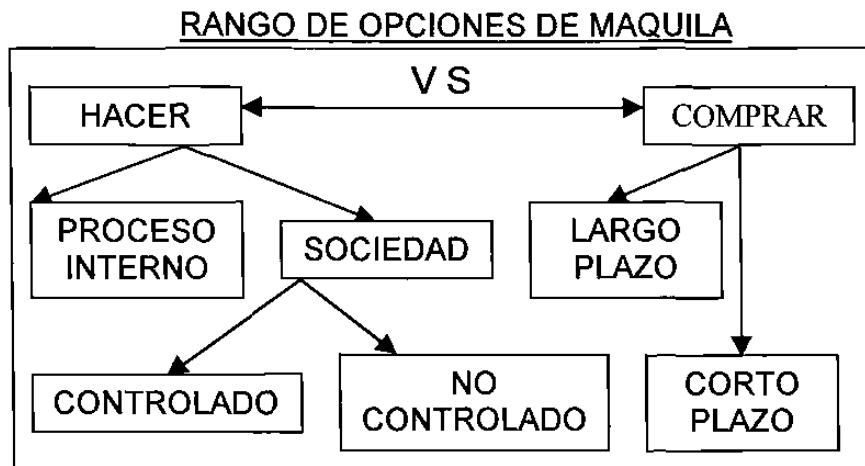 RANGO DE OPCIONES DE MAQUILA
V S
HACER
COMPRAR
PROCESO
INTERNO
SOCIEDAD
LARGO
PLAZO
CONTROLADO
NO
CONTROLADO
CORTO
PLAZO